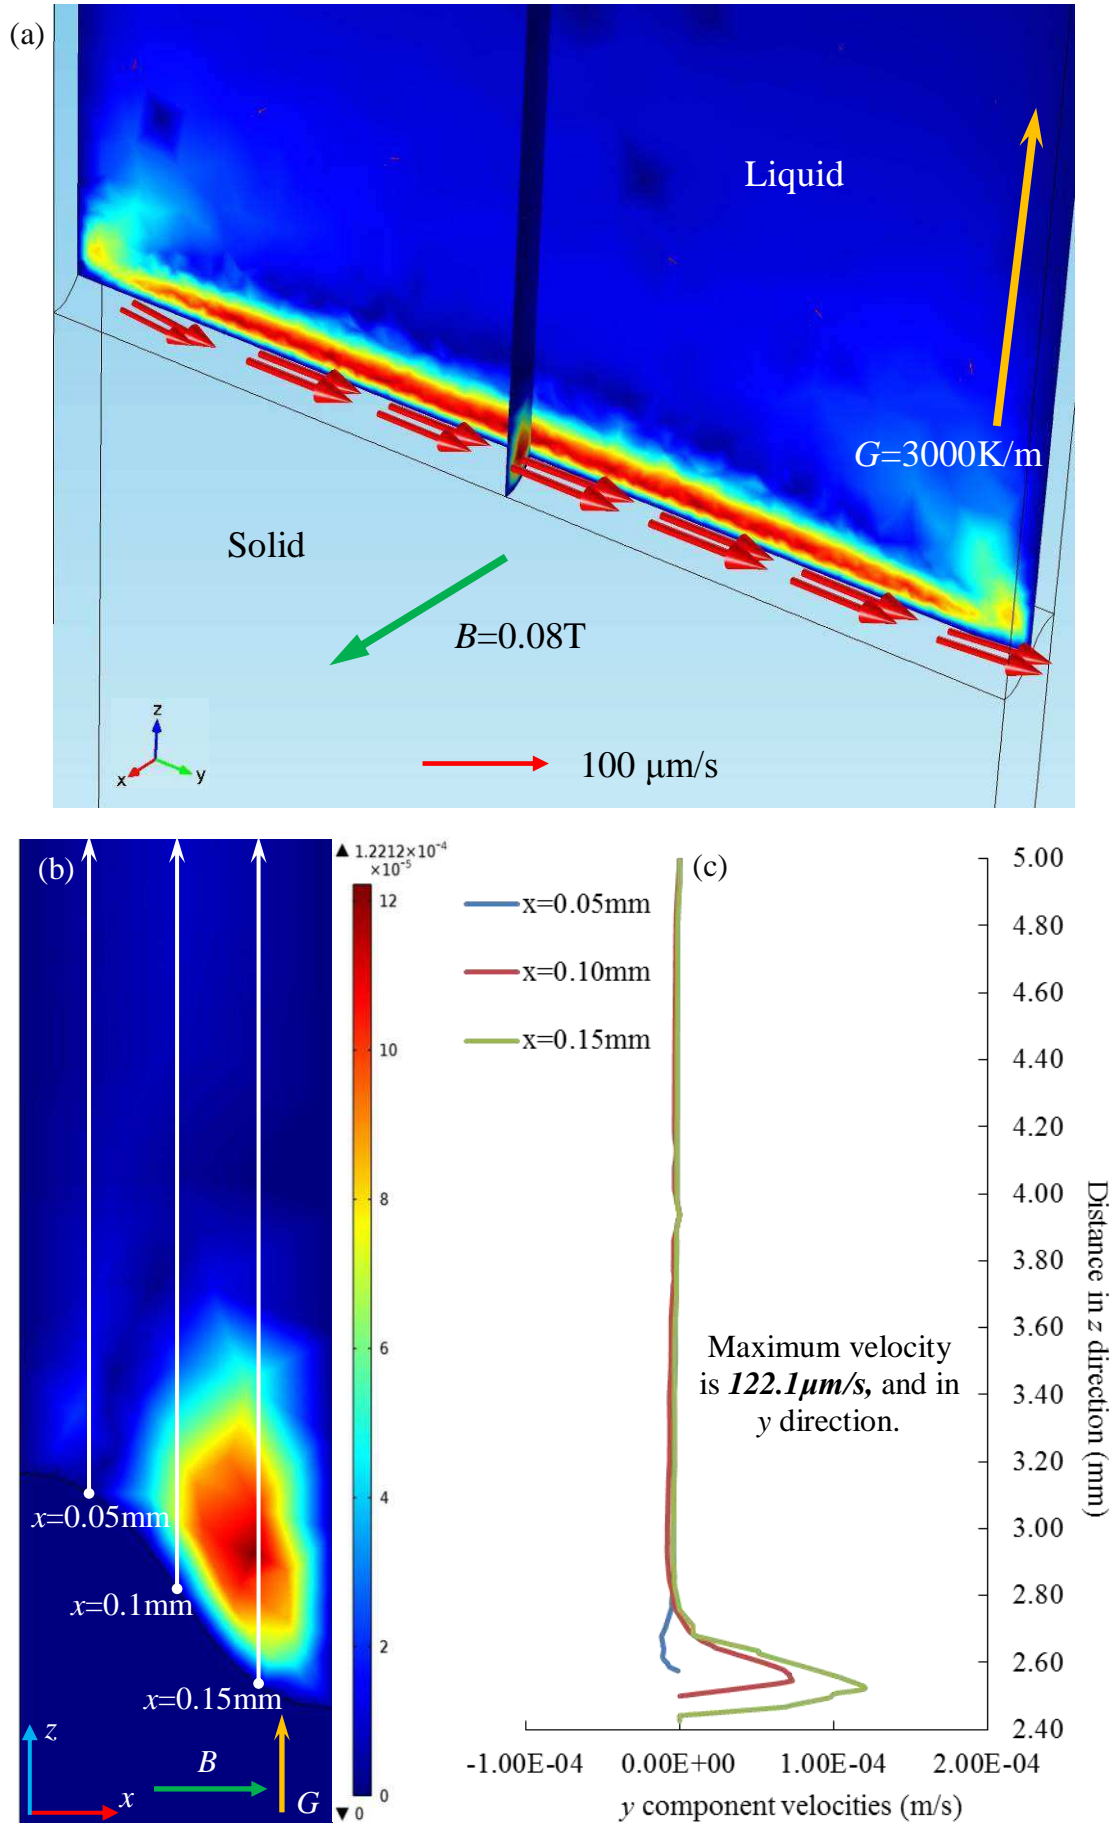 (a)
Liquid
G=3000K/m
Solid
B=0.08T
z
x
y
100 µm/s
(b)
x=0.05mm
x=0.1mm
x=0.15mm
z
x
B
G
▲ 1.2212×10⁻⁴
×10⁻⁵
12
10
8
6
4
2
0
▼ 0
(c)
x=0.05mm
x=0.10mm
x=0.15mm
Maximum velocity
is 122.1µm/s, and in
y direction.
5.00
4.80
4.60
4.40
4.20
4.00
3.80
3.60
3.40
3.20
3.00
2.80
2.60
2.40
Distance in z direction (mm)
-1.00E-04
0.00E+00
1.00E-04
2.00E-04
y component velocities (m/s)